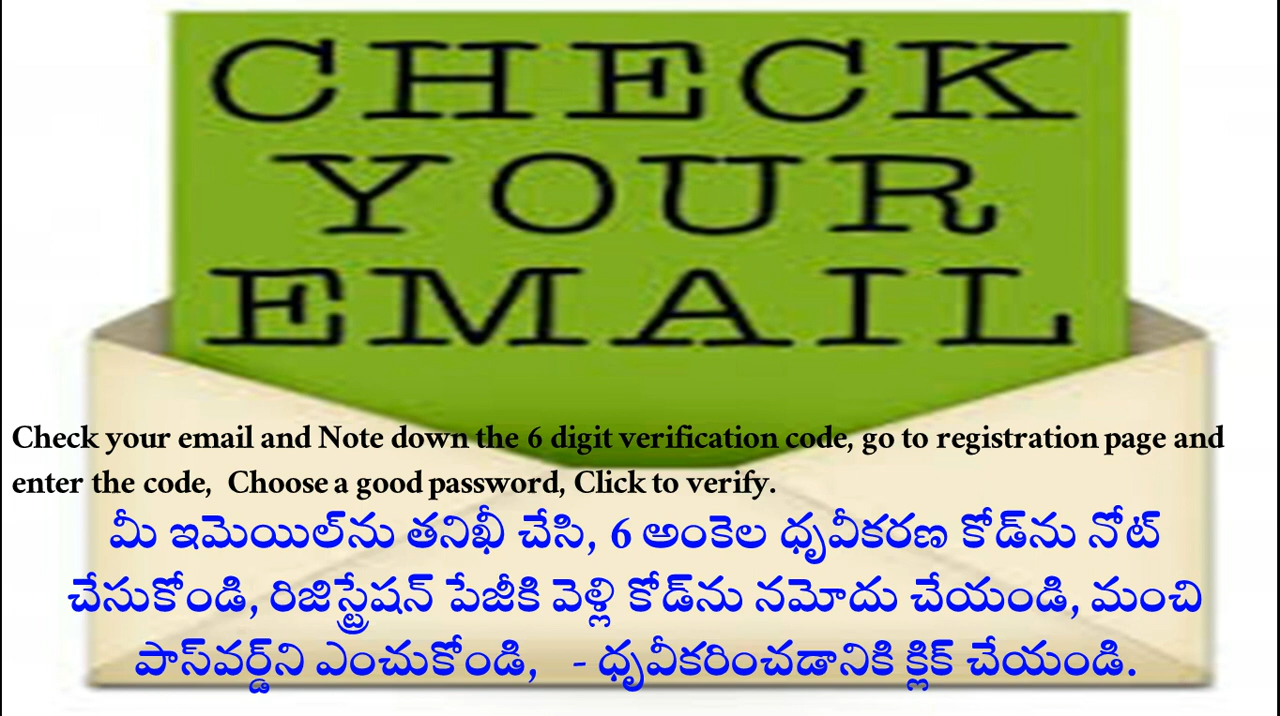 CHECK
YOUR
EMAIL
Check your email and Note down the 6 digit verification code, go to registration page and
enter the code,  Choose a good password, Click to verify.
మీ ఇమెయిల్‌ను తనిఖీ చేసి, 6 అంకెల ధృవీకరణ కోడ్‌ను నోట్
చేసుకోండి, రిజిస్ట్రేషన్ పేజీకి వెళ్లి కోడ్‌ను నమోదు చేయండి, మంచి
పాస్‌వర్డ్‌ని ఎంచుకోండి,   - ధృవీకరించడానికి క్లిక్ చేయండి.